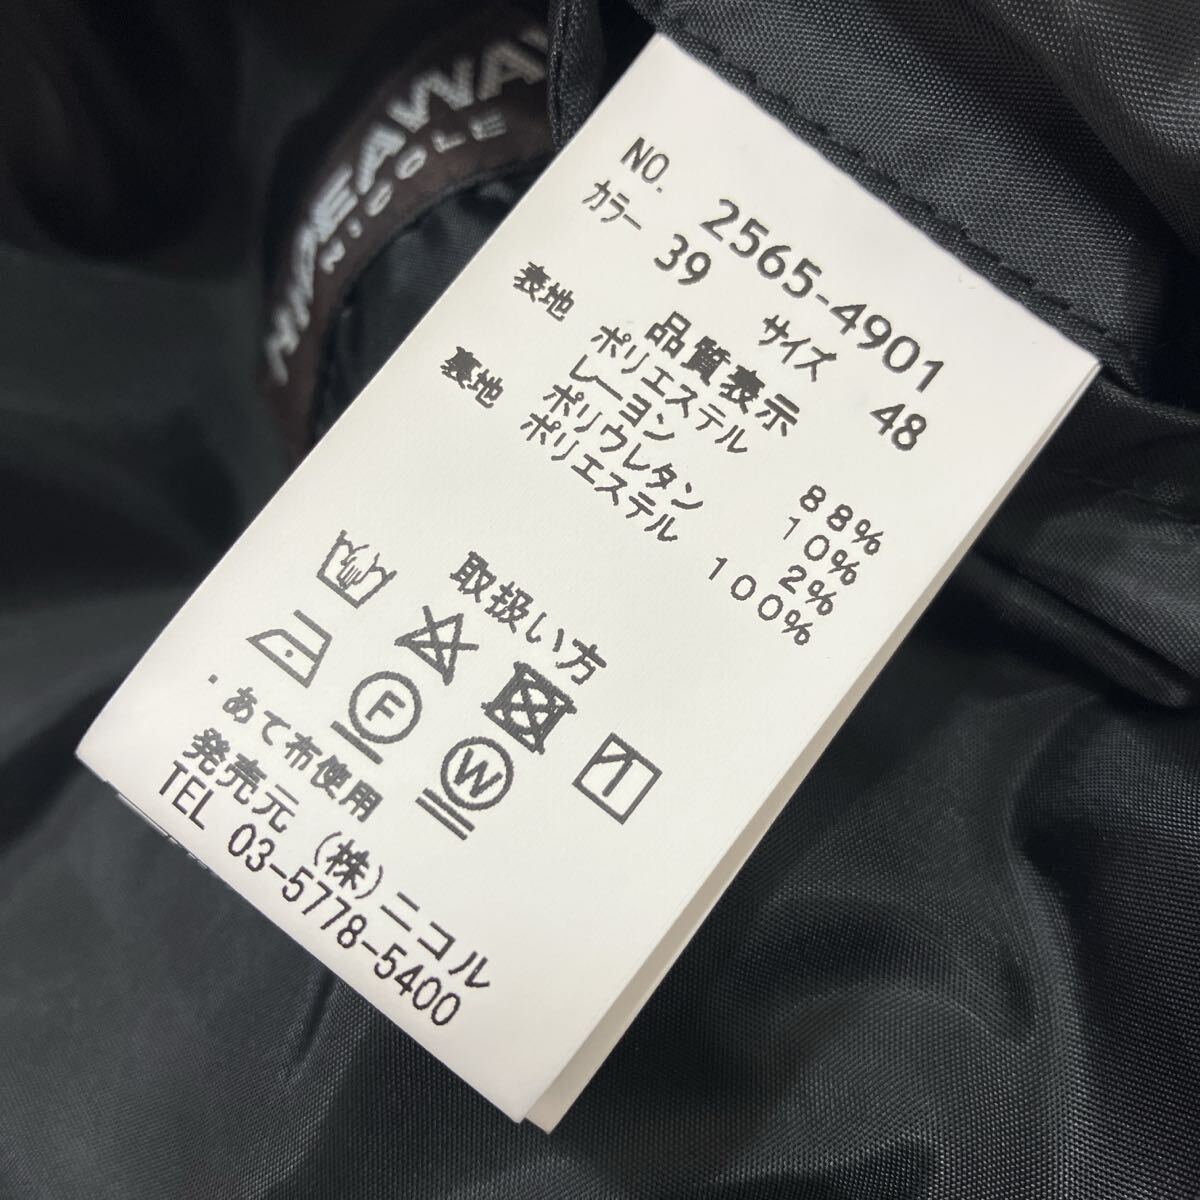 HIDEAWAY
NICOLE
NO. 2565-4901
カラー 39 サイズ 48
品質表示
表地 ポリエステル 88%
レーヨン 10%
ポリウレタン 2%
裏地 ポリエステル 100%
取扱い方
F
W
・あて布使用
発売元 (株)ニコル
TEL 03-5778-5400